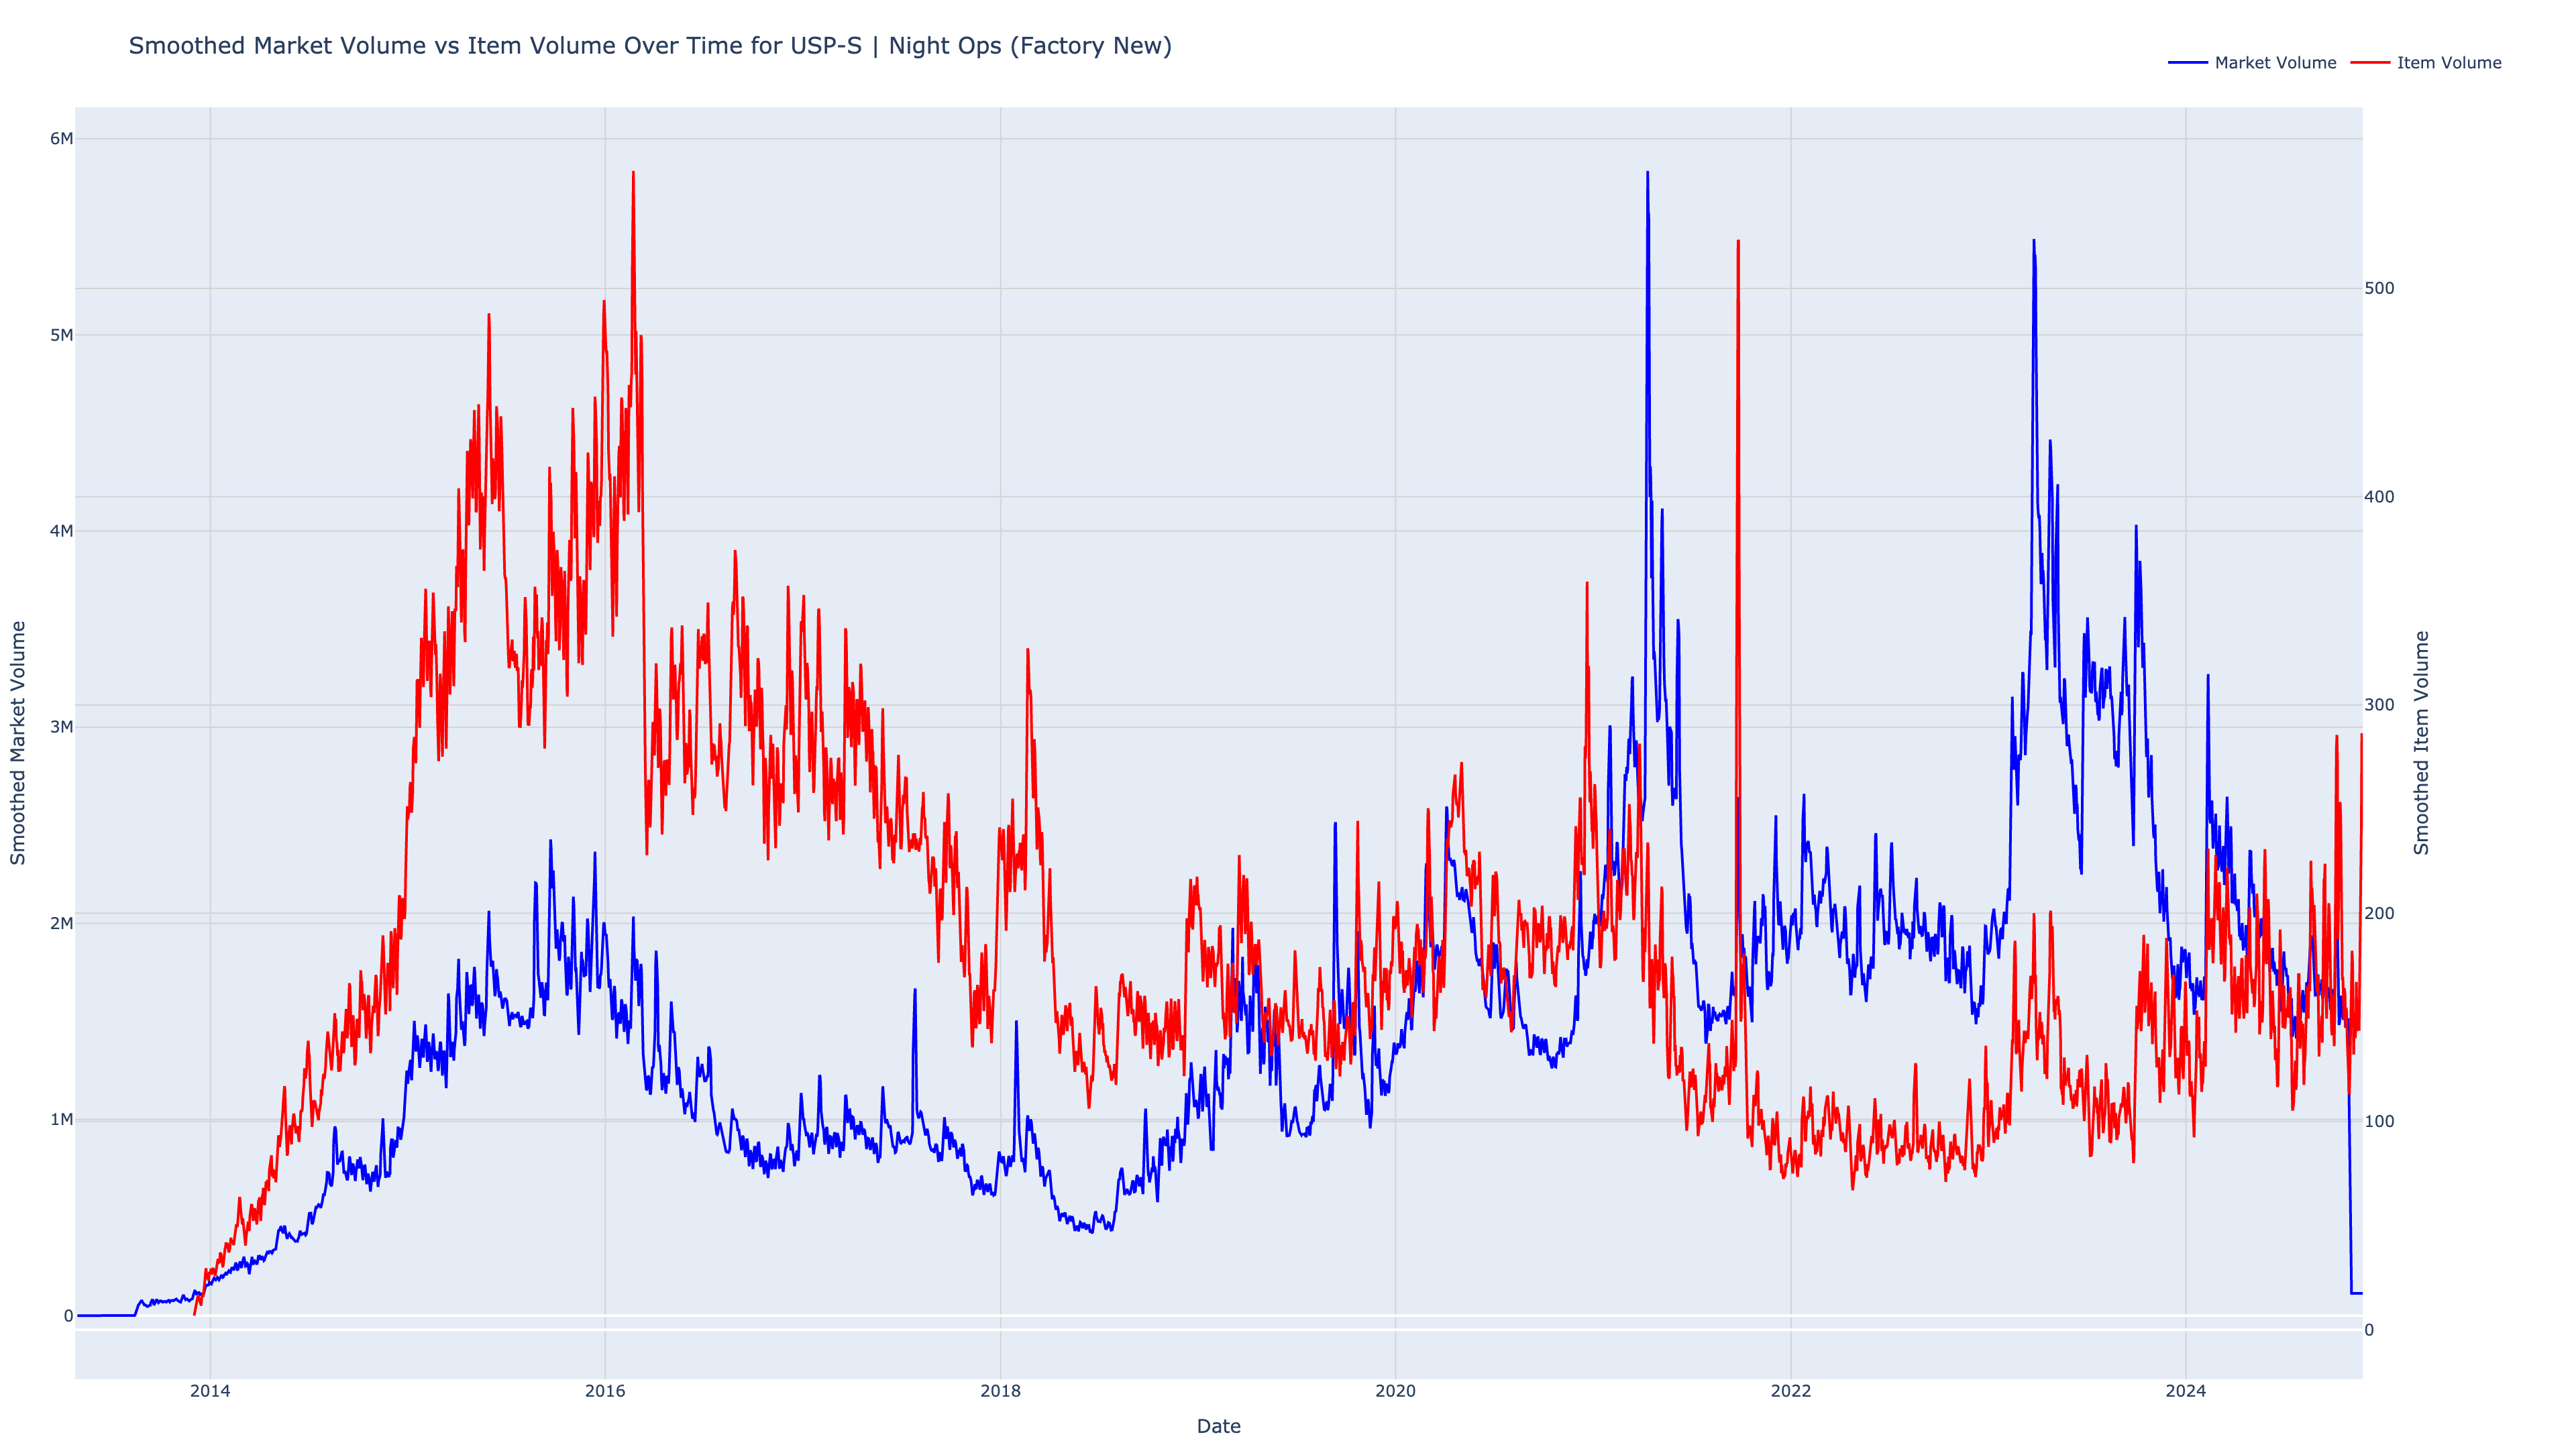 Smoothed Market Volume vs Item Volume Over Time for USP-S | Night Ops (Factory New)
Market Volume
Item Volume
6M
5M
4M
3M
2M
1M
0
Smoothed Market Volume
500
400
300
200
100
0
Smoothed Item Volume
2014
2016
2018
2020
2022
2024
Date